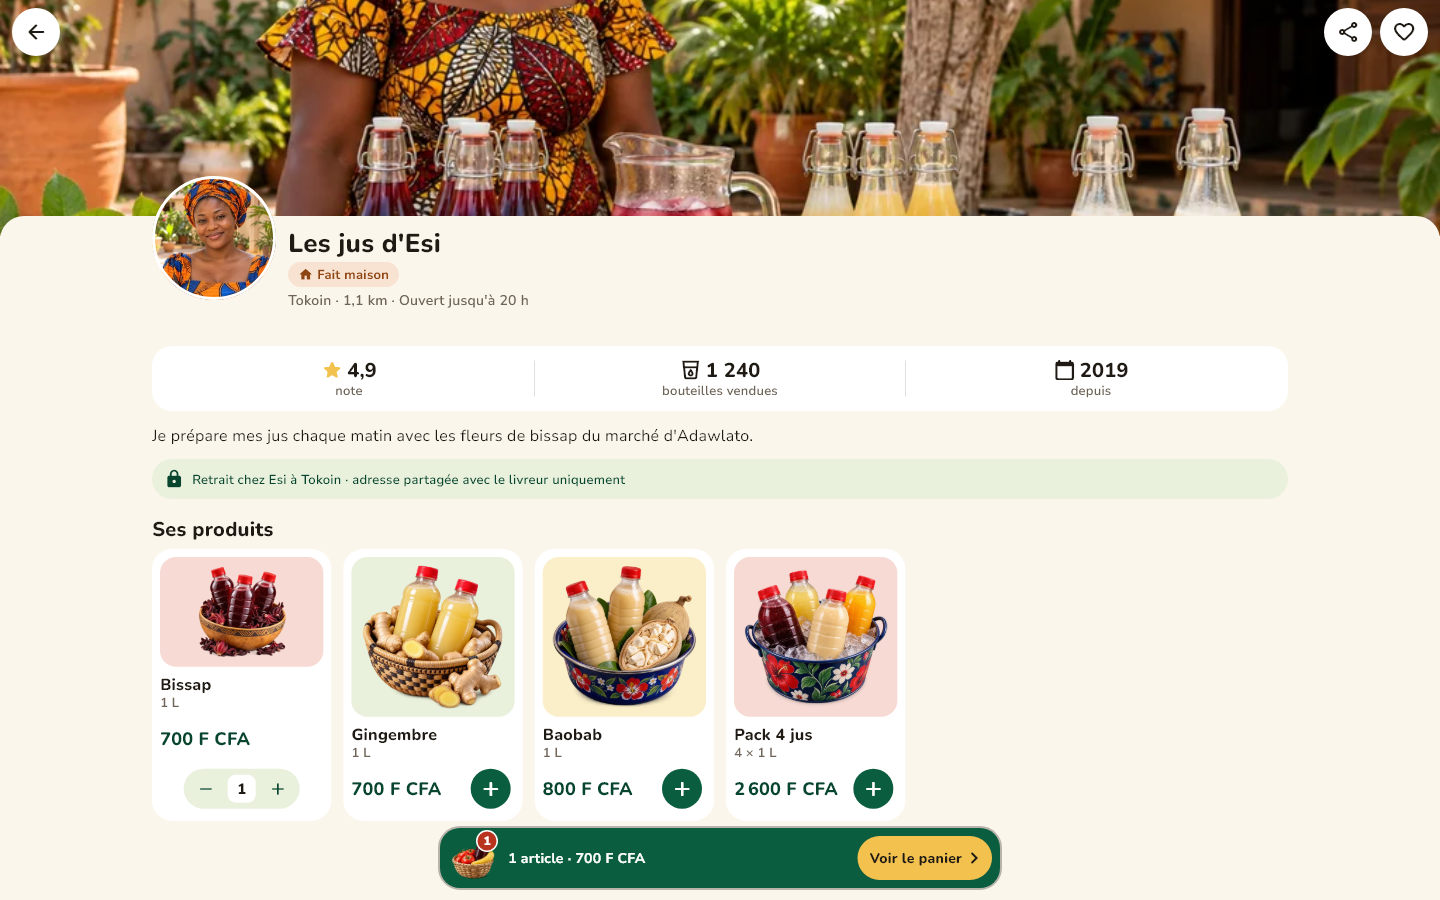 Les jus d'Esi
Fait maison
Tokoin · 1,1 km · Ouvert jusqu'à 20 h
4,9
note
1 240
bouteilles vendues
2019
depuis
Je prépare mes jus chaque matin avec les fleurs de bissap du marché d'Adawlato.
Retrait chez Esi à Tokoin · adresse partagée avec le livreur uniquement
Ses produits
Bissap
1 L
700 F CFA
− 1 +
Gingembre
1 L
700 F CFA
+
Baobab
1 L
800 F CFA
+
Pack 4 jus
4 × 1 L
2 600 F CFA
+
1
1 article · 700 F CFA
Voir le panier